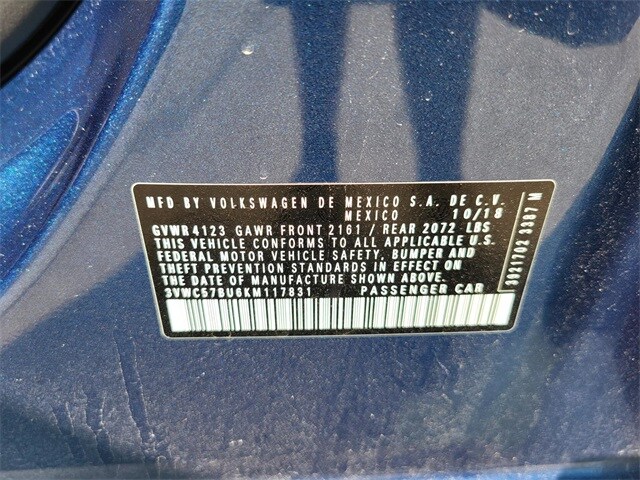 MFD BY VOLKSWAGEN DE MEXICO S.A. DE C.V.
MEXICO 10/18
GVWR 4123 GAWR FRONT 2161 / REAR 2072 LBS
THIS VEHICLE CONFORMS TO ALL APPLICABLE U.S.
FEDERAL MOTOR VEHICLE SAFETY, BUMPER AND
THEFT PREVENTION STANDARDS IN EFFECT ON
THE DATE OF MANUFACTURE SHOWN ABOVE.
3VWC57BU6KM117831 PASSENGER CAR
3D211702 3387 M